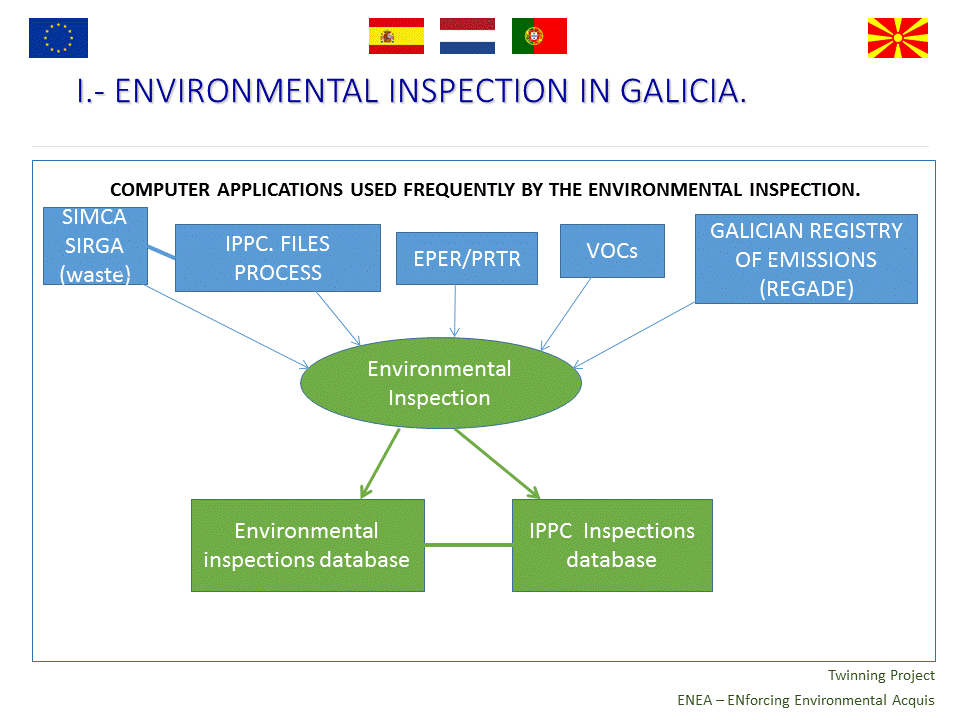 I.- ENVIRONMENTAL INSPECTION IN GALICIA.
COMPUTER APPLICATIONS USED FREQUENTLY BY THE ENVIRONMENTAL INSPECTION.
SIMCA
SIRGA
(waste)
IPPC. FILES
PROCESS
EPER/PRTR
VOCs
GALICIAN REGISTRY
OF EMISSIONS
(REGADE)
Environmental
Inspection
Environmental
inspections database
IPPC Inspections
database
Twinning Project
ENEA – ENforcing Environmental Acquis